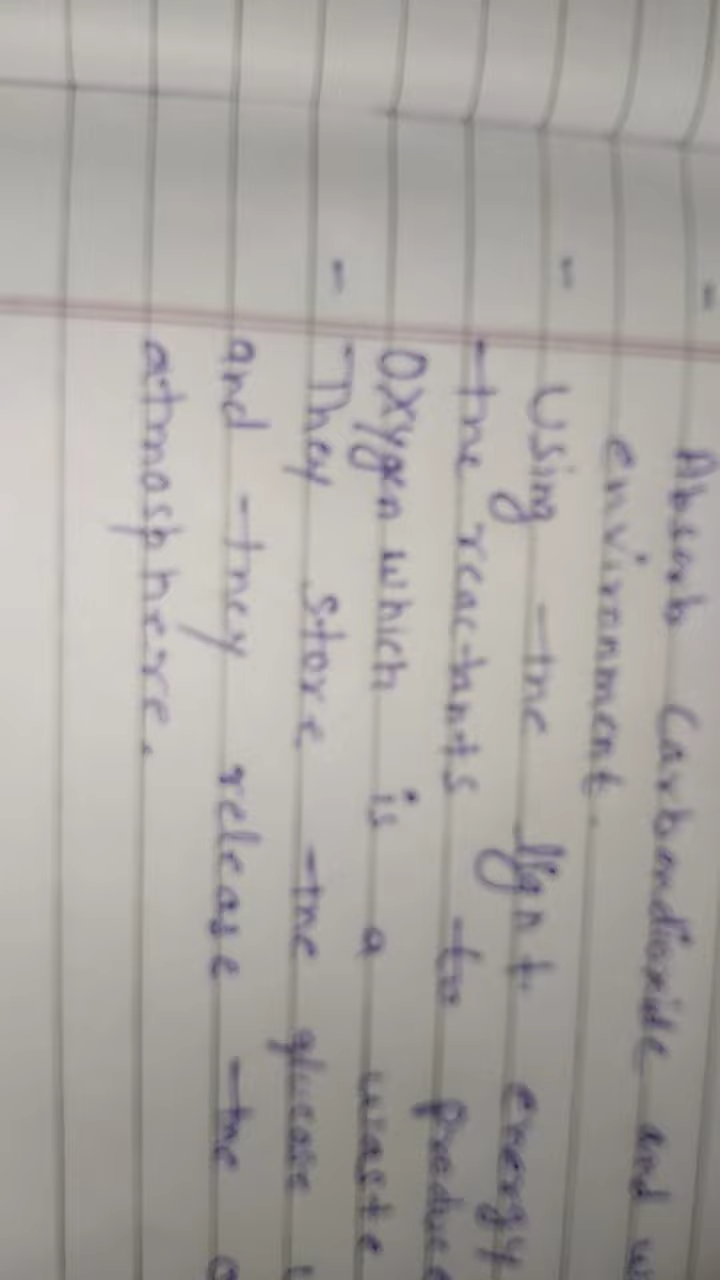 - Absorb Carbondioxide and
environment.
- Using the light energy
the reactants to produce
Oxygen which is a waste
- They store the glucose
and they release the
atmosphere.